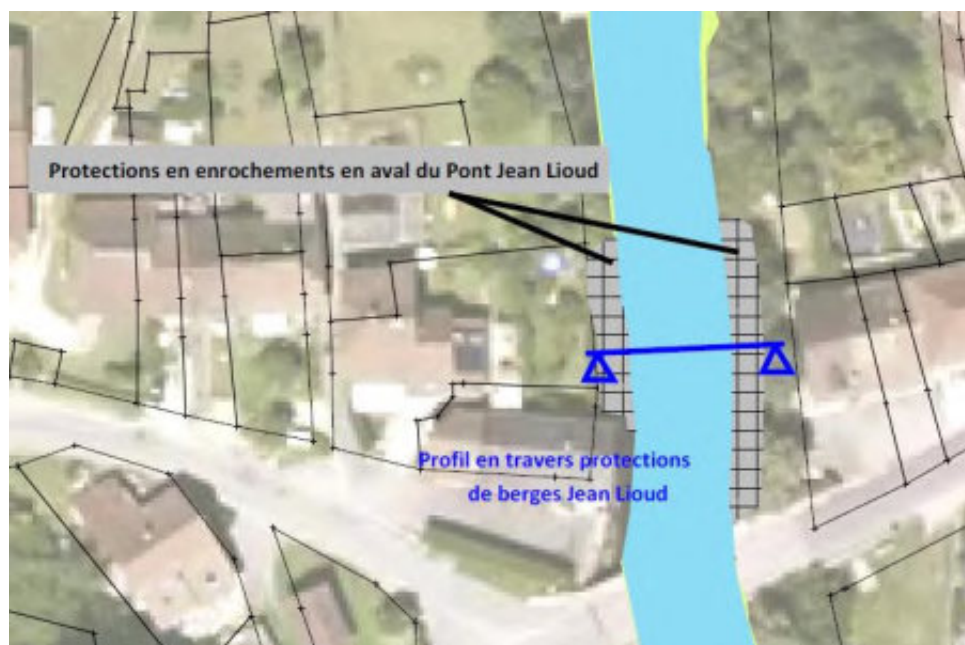 Protections en enrochements en aval du Pont Jean Lioud
Profil en travers protections
de berges Jean Lioud